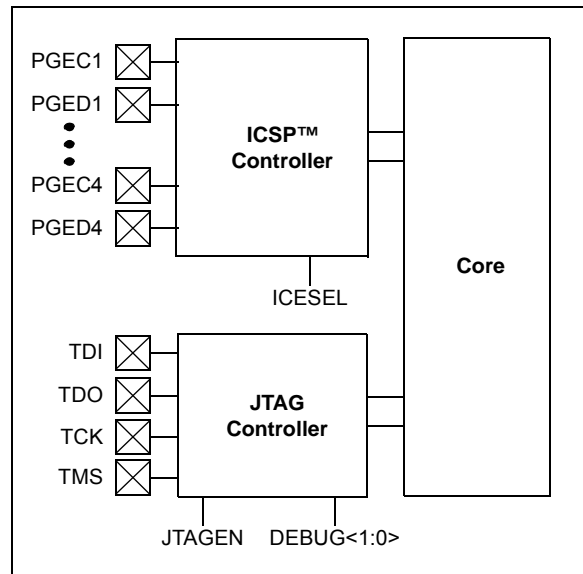 PGEC1
PGED1
PGEC4
PGED4
ICSP™
Controller
ICESEL
Core
TDI
TDO
TCK
TMS
JTAG
Controller
JTAGEN DEBUG<1:0>